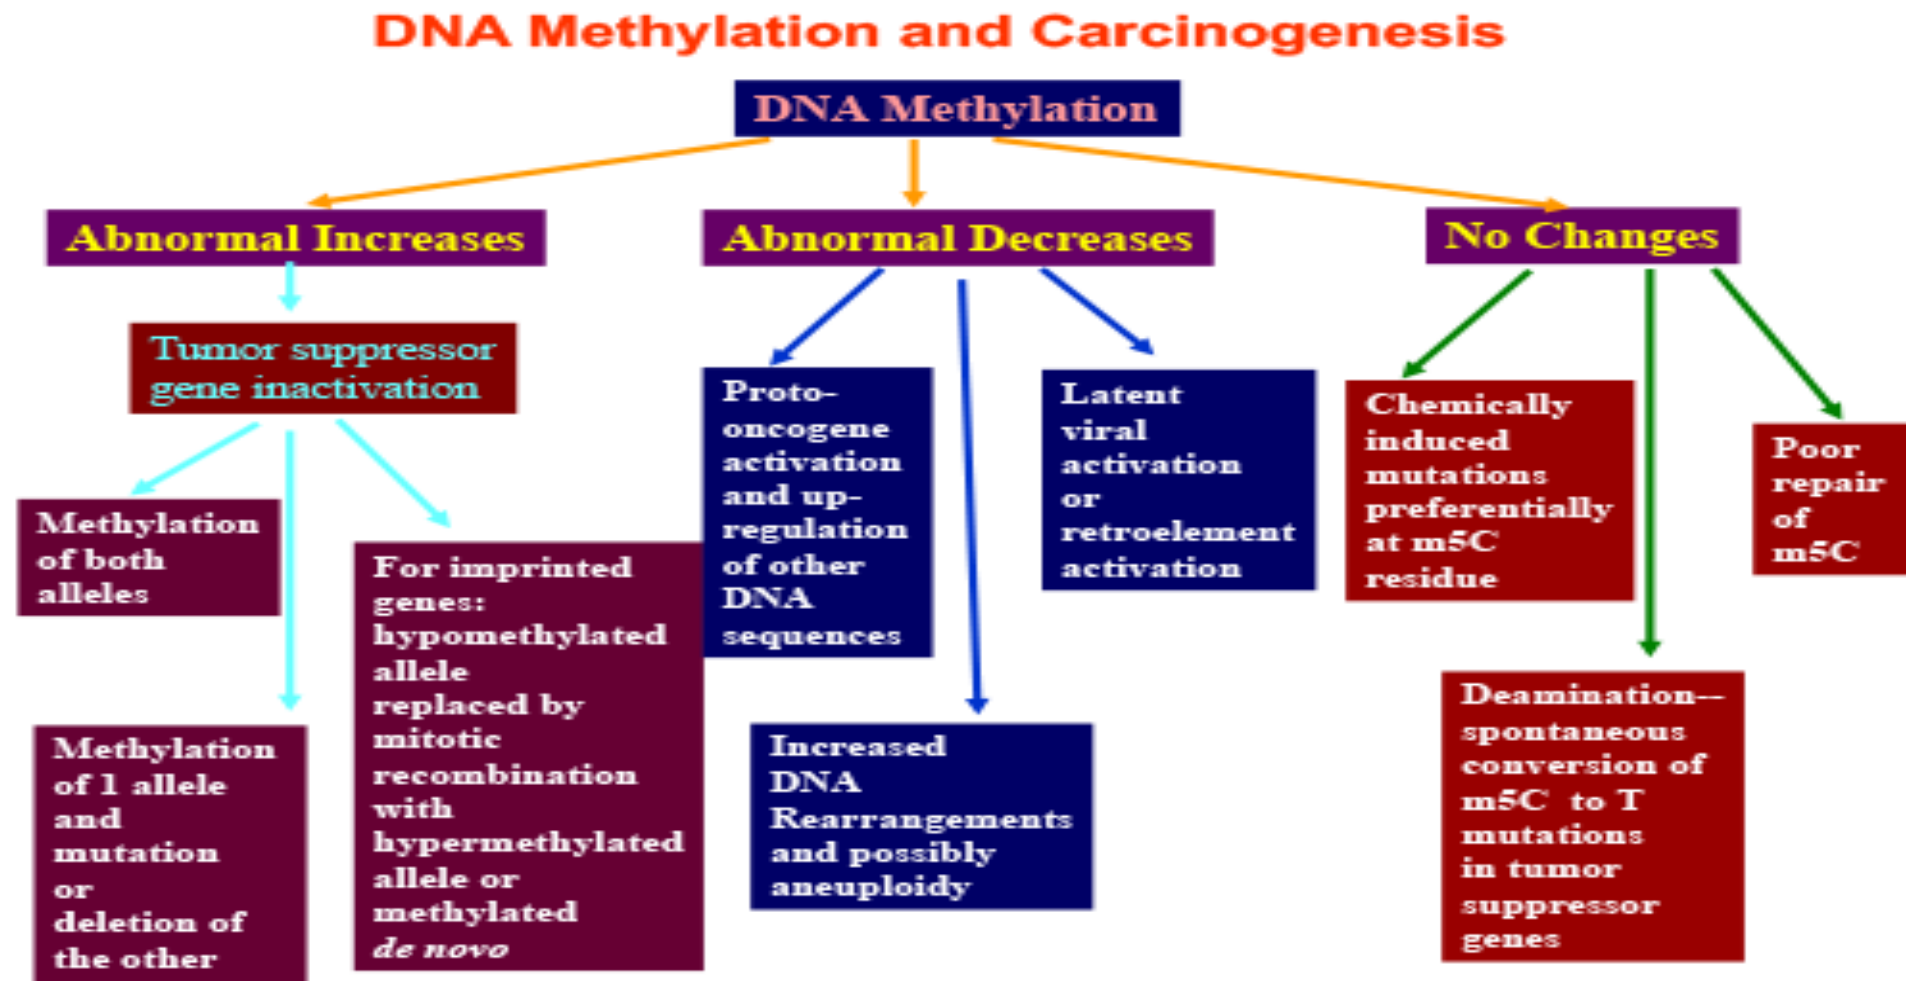 DNA Methylation and Carcinogenesis
DNA Methylation
Abnormal Increases
Abnormal Decreases
No Changes
Tumor suppressor
gene inactivation
Methylation
of both
alleles
Methylation
of 1 allele
and
mutation
or
deletion of
the other
For imprinted
genes:
hypomethylated
allele
replaced by
mitotic
recombination
with
hypermethylated
allele or
methylated
de novo
Proto-
oncogene
activation
and up-
regulation
of other
DNA
sequences
Increased
DNA
Rearrangements
and possibly
aneuploidy
Latent
viral
activation
or
retroelement
activation
Chemically
induced
mutations
preferentially
at m5C
residue
Deamination--
spontaneous
conversion of
m5C to T
mutations
in tumor
suppressor
genes
Poor
repair
of
m5C